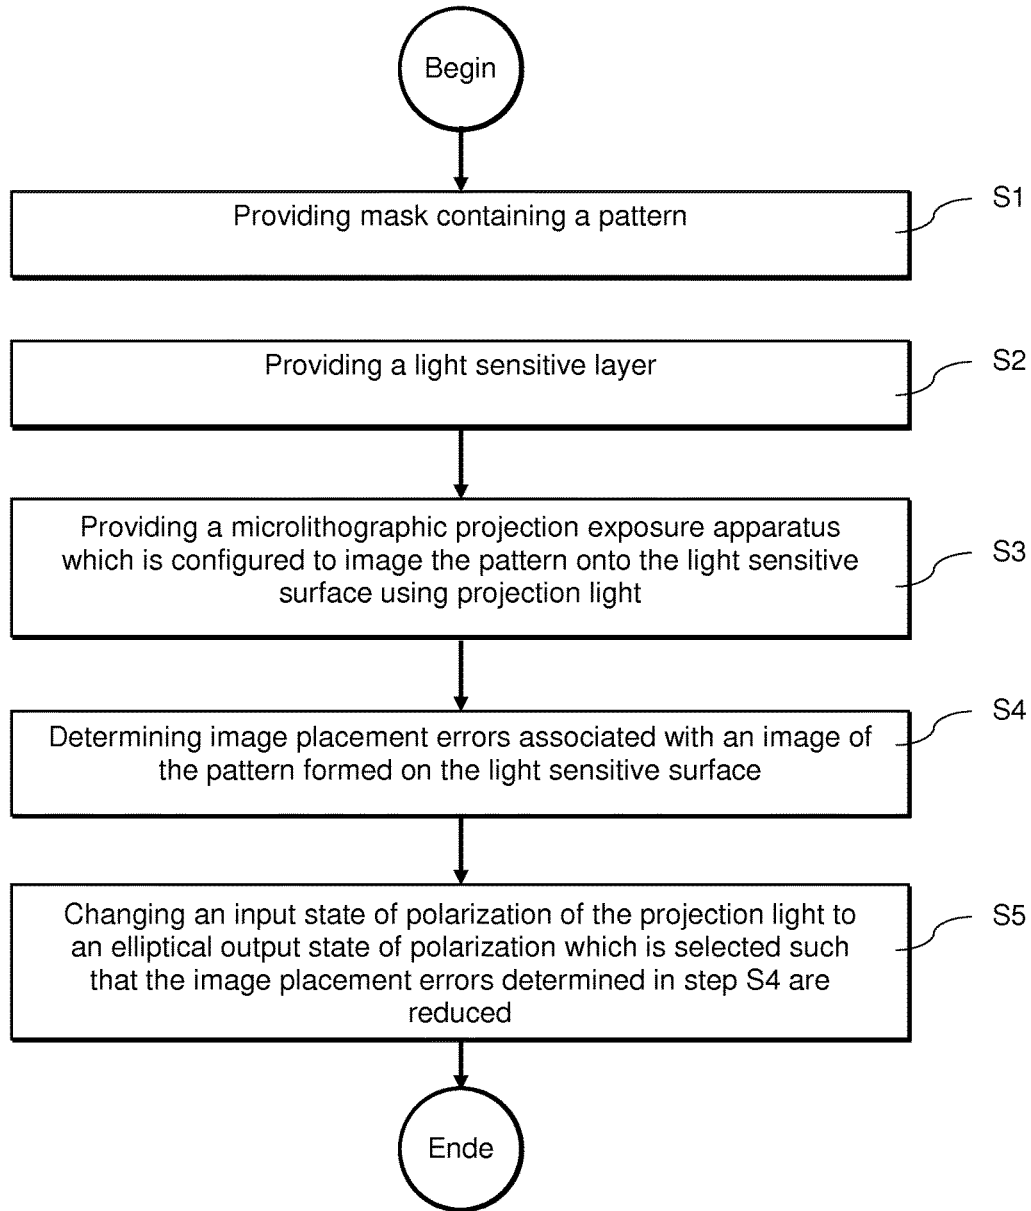 Begin
Providing mask containing a pattern
S1
Providing a light sensitive layer
S2
Providing a microlithographic projection exposure apparatus
which is configured to image the pattern onto the light sensitive
surface using projection light
S3
Determining image placement errors associated with an image of
the pattern formed on the light sensitive surface
S4
Changing an input state of polarization of the projection light to
an elliptical output state of polarization which is selected such
that the image placement errors determined in step S4 are
reduced
S5
Ende